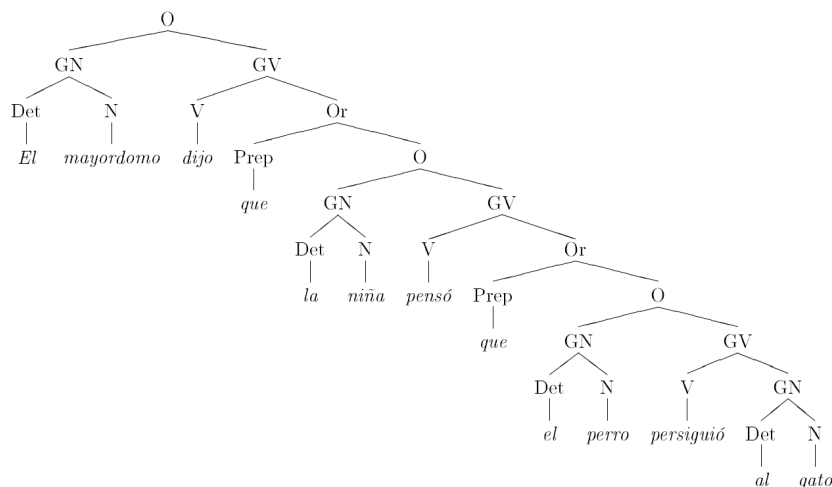 O
GN GV
Det N V Or
El mayordomo dijo Prep O
que GN GV
Det N V Or
la niña pensó Prep O
que GN GV
Det N V GN
el perro persiguió Det N
al gato